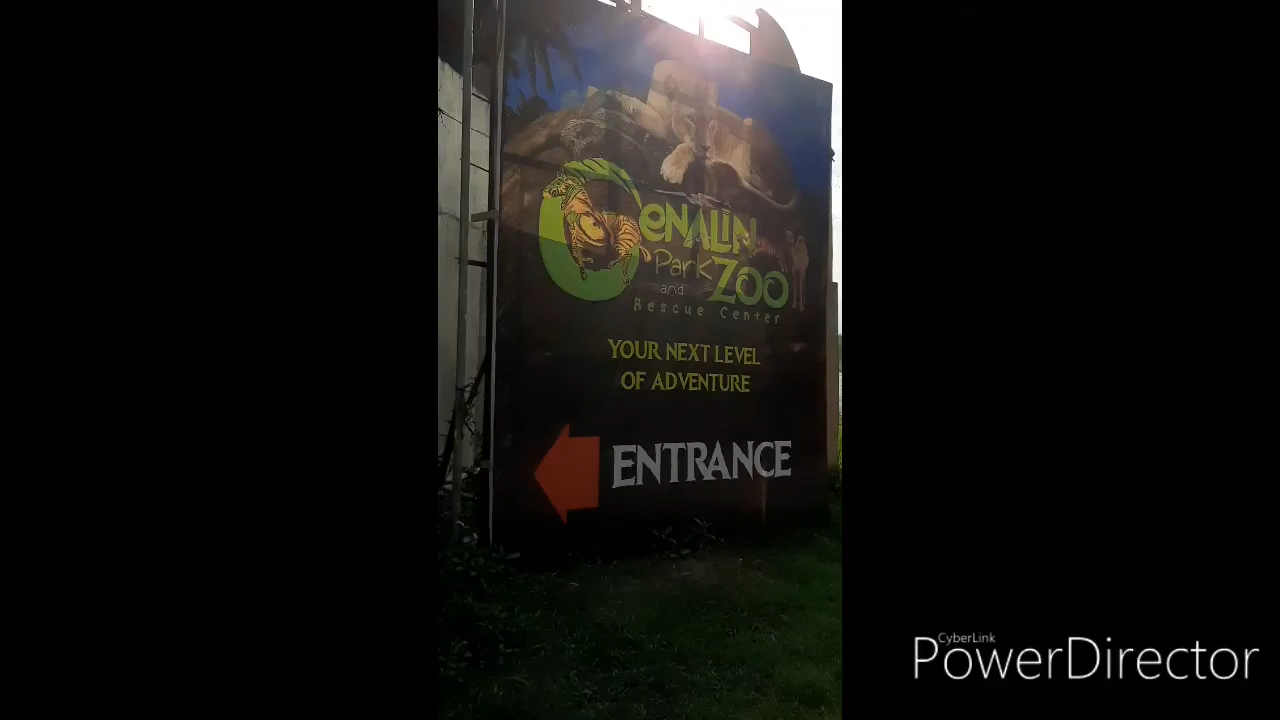 Cenalin
Park Zoo
and
Rescue Center
YOUR NEXT LEVEL
OF ADVENTURE
ENTRANCE
CyberLink
PowerDirector